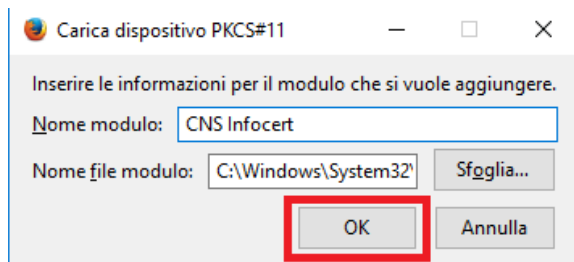 Carica dispositivo PKCS#11
Inserire le informazioni per il modulo che si vuole aggiungere.
Nome modulo: CNS Infocert
Nome file modulo: C:\Windows\System32\ Sfoglia...
OK Annulla